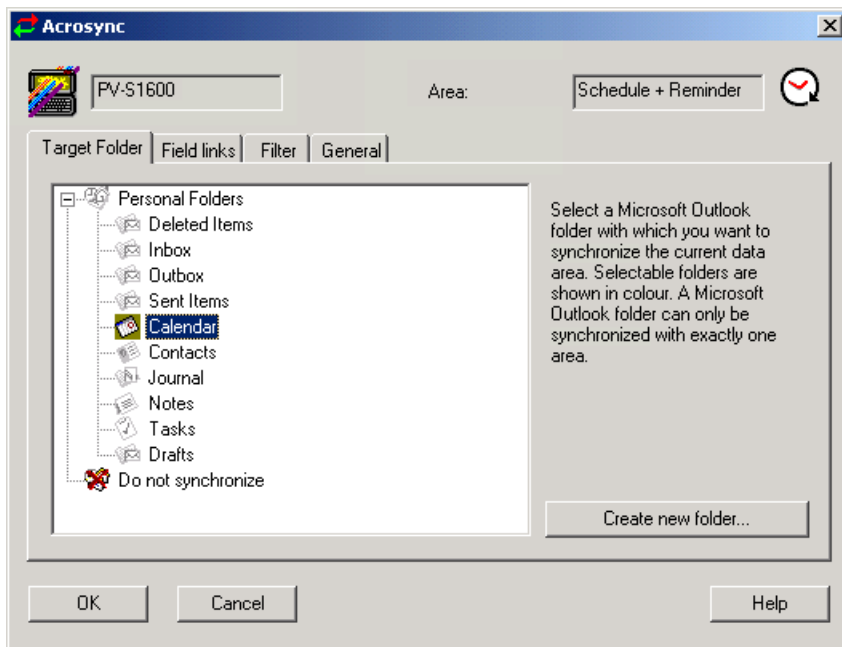 Acrosync
PV-S1600
Area:
Schedule + Reminder
Target Folder
Field links
Filter
General
Personal Folders
Deleted Items
Inbox
Outbox
Sent Items
Calendar
Contacts
Journal
Notes
Tasks
Drafts
Do not synchronize
Select a Microsoft Outlook
folder with which you want to
synchronize the current data
area. Selectable folders are
shown in colour. A Microsoft
Outlook folder can only be
synchronized with exactly one
area.
Create new folder...
OK
Cancel
Help